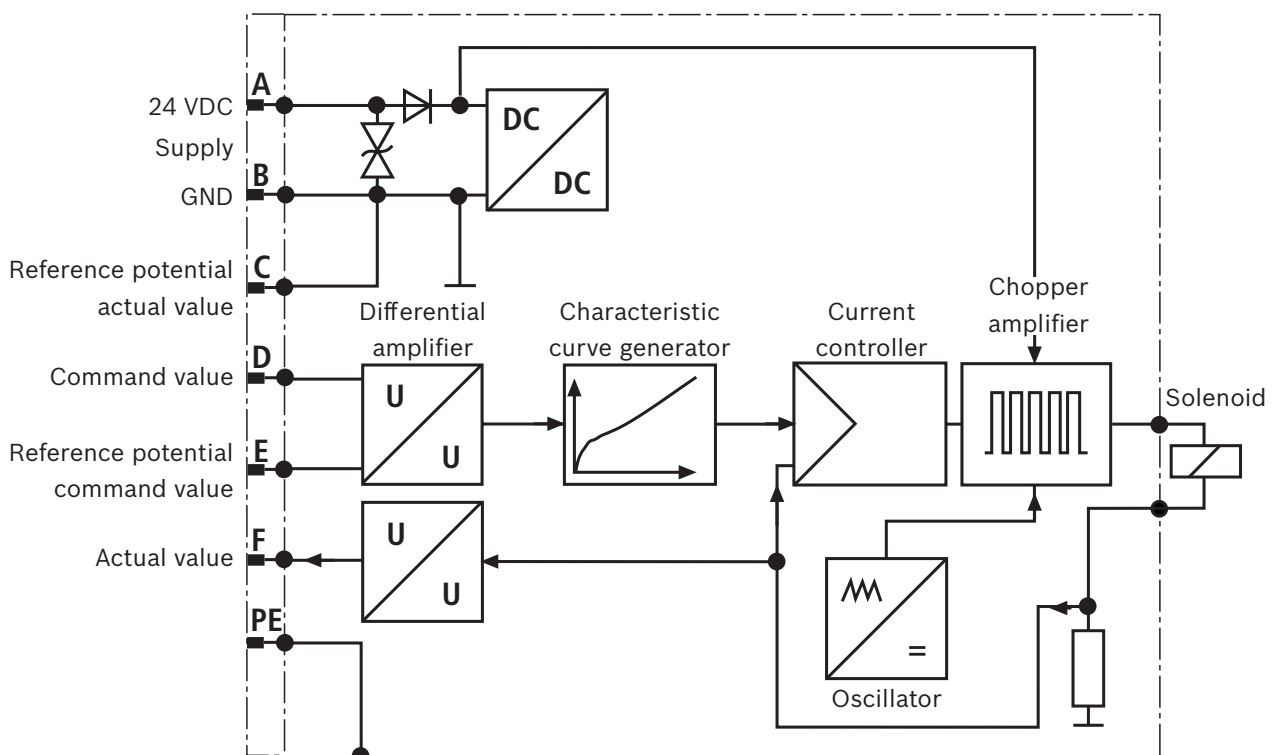 A
24 VDC
Supply
B
GND
DC
DC
Reference potential
actual value
C
Differential
amplifier
Characteristic
curve generator
Current
controller
Chopper
amplifier
D
Command value
U
U
Solenoid
Reference potential
command value
E
Actual value
F
U
U
=
Oscillator
PE